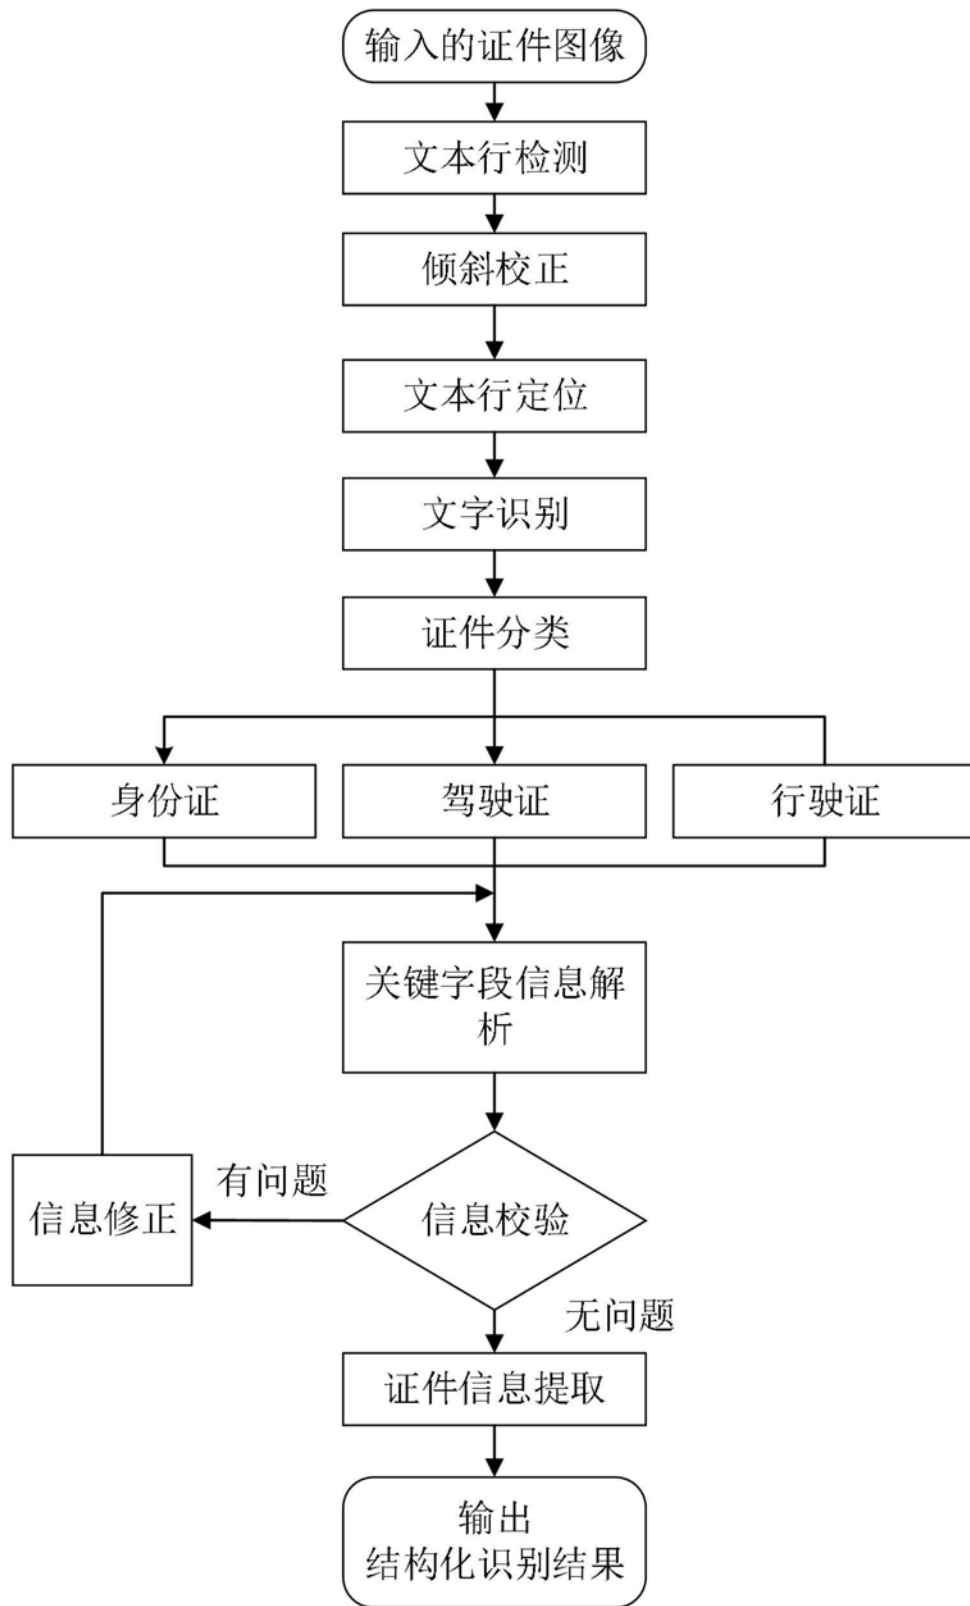 输入的证件图像
文本行检测
倾斜校正
文本行定位
文字识别
证件分类
身份证
驾驶证
行驶证
关键字段信息解
析
有问题
信息修正
信息校验
无问题
证件信息提取
输出
结构化识别结果